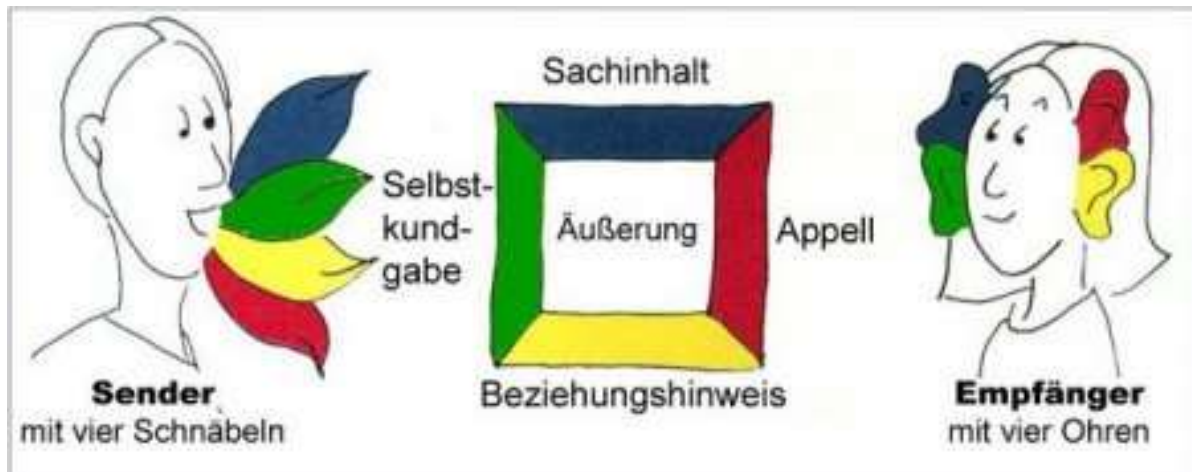 Sachinhalt
Selbst-
kund-
gabe
Äußerung
Appell
Beziehungshinweis
Sender
mit vier Schnäbeln
Empfänger
mit vier Ohren